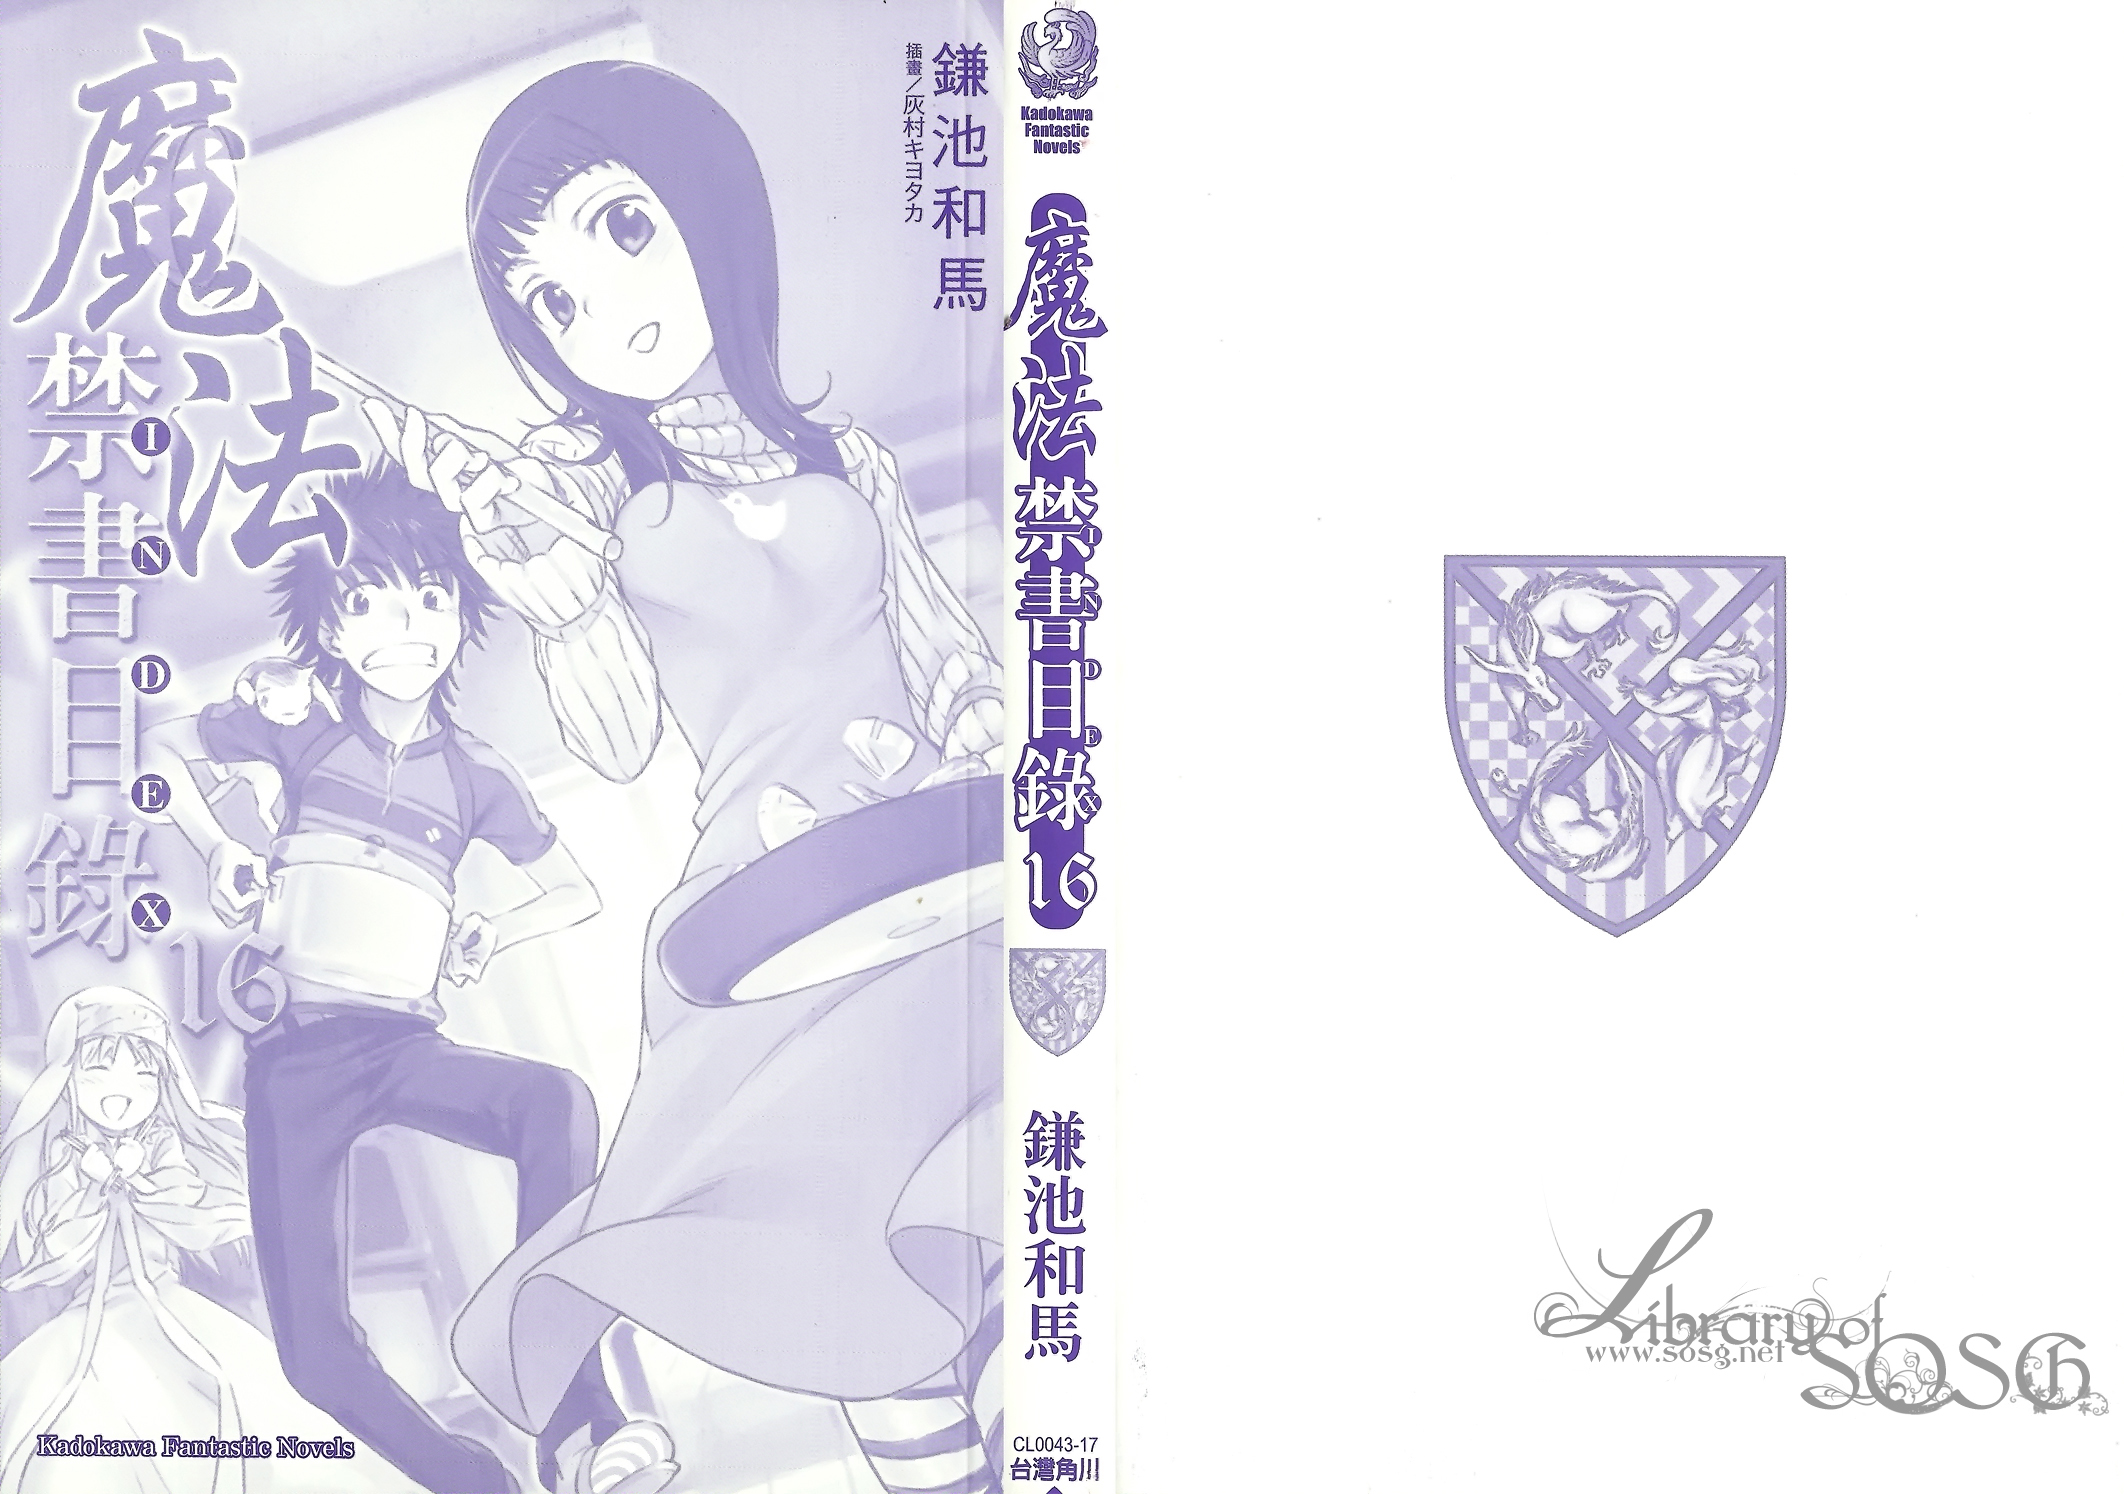 魔法
禁書目錄
INDEX
16
鎌池和馬
插畫／灰村キヨタカ
Kadokawa Fantastic Novels
Kadokawa
Fantastic
Novels
魔法禁書目錄
INDEX
16
鎌池和馬
CL0043-17
台灣角川
Library of
www.sosg.net
SOSG